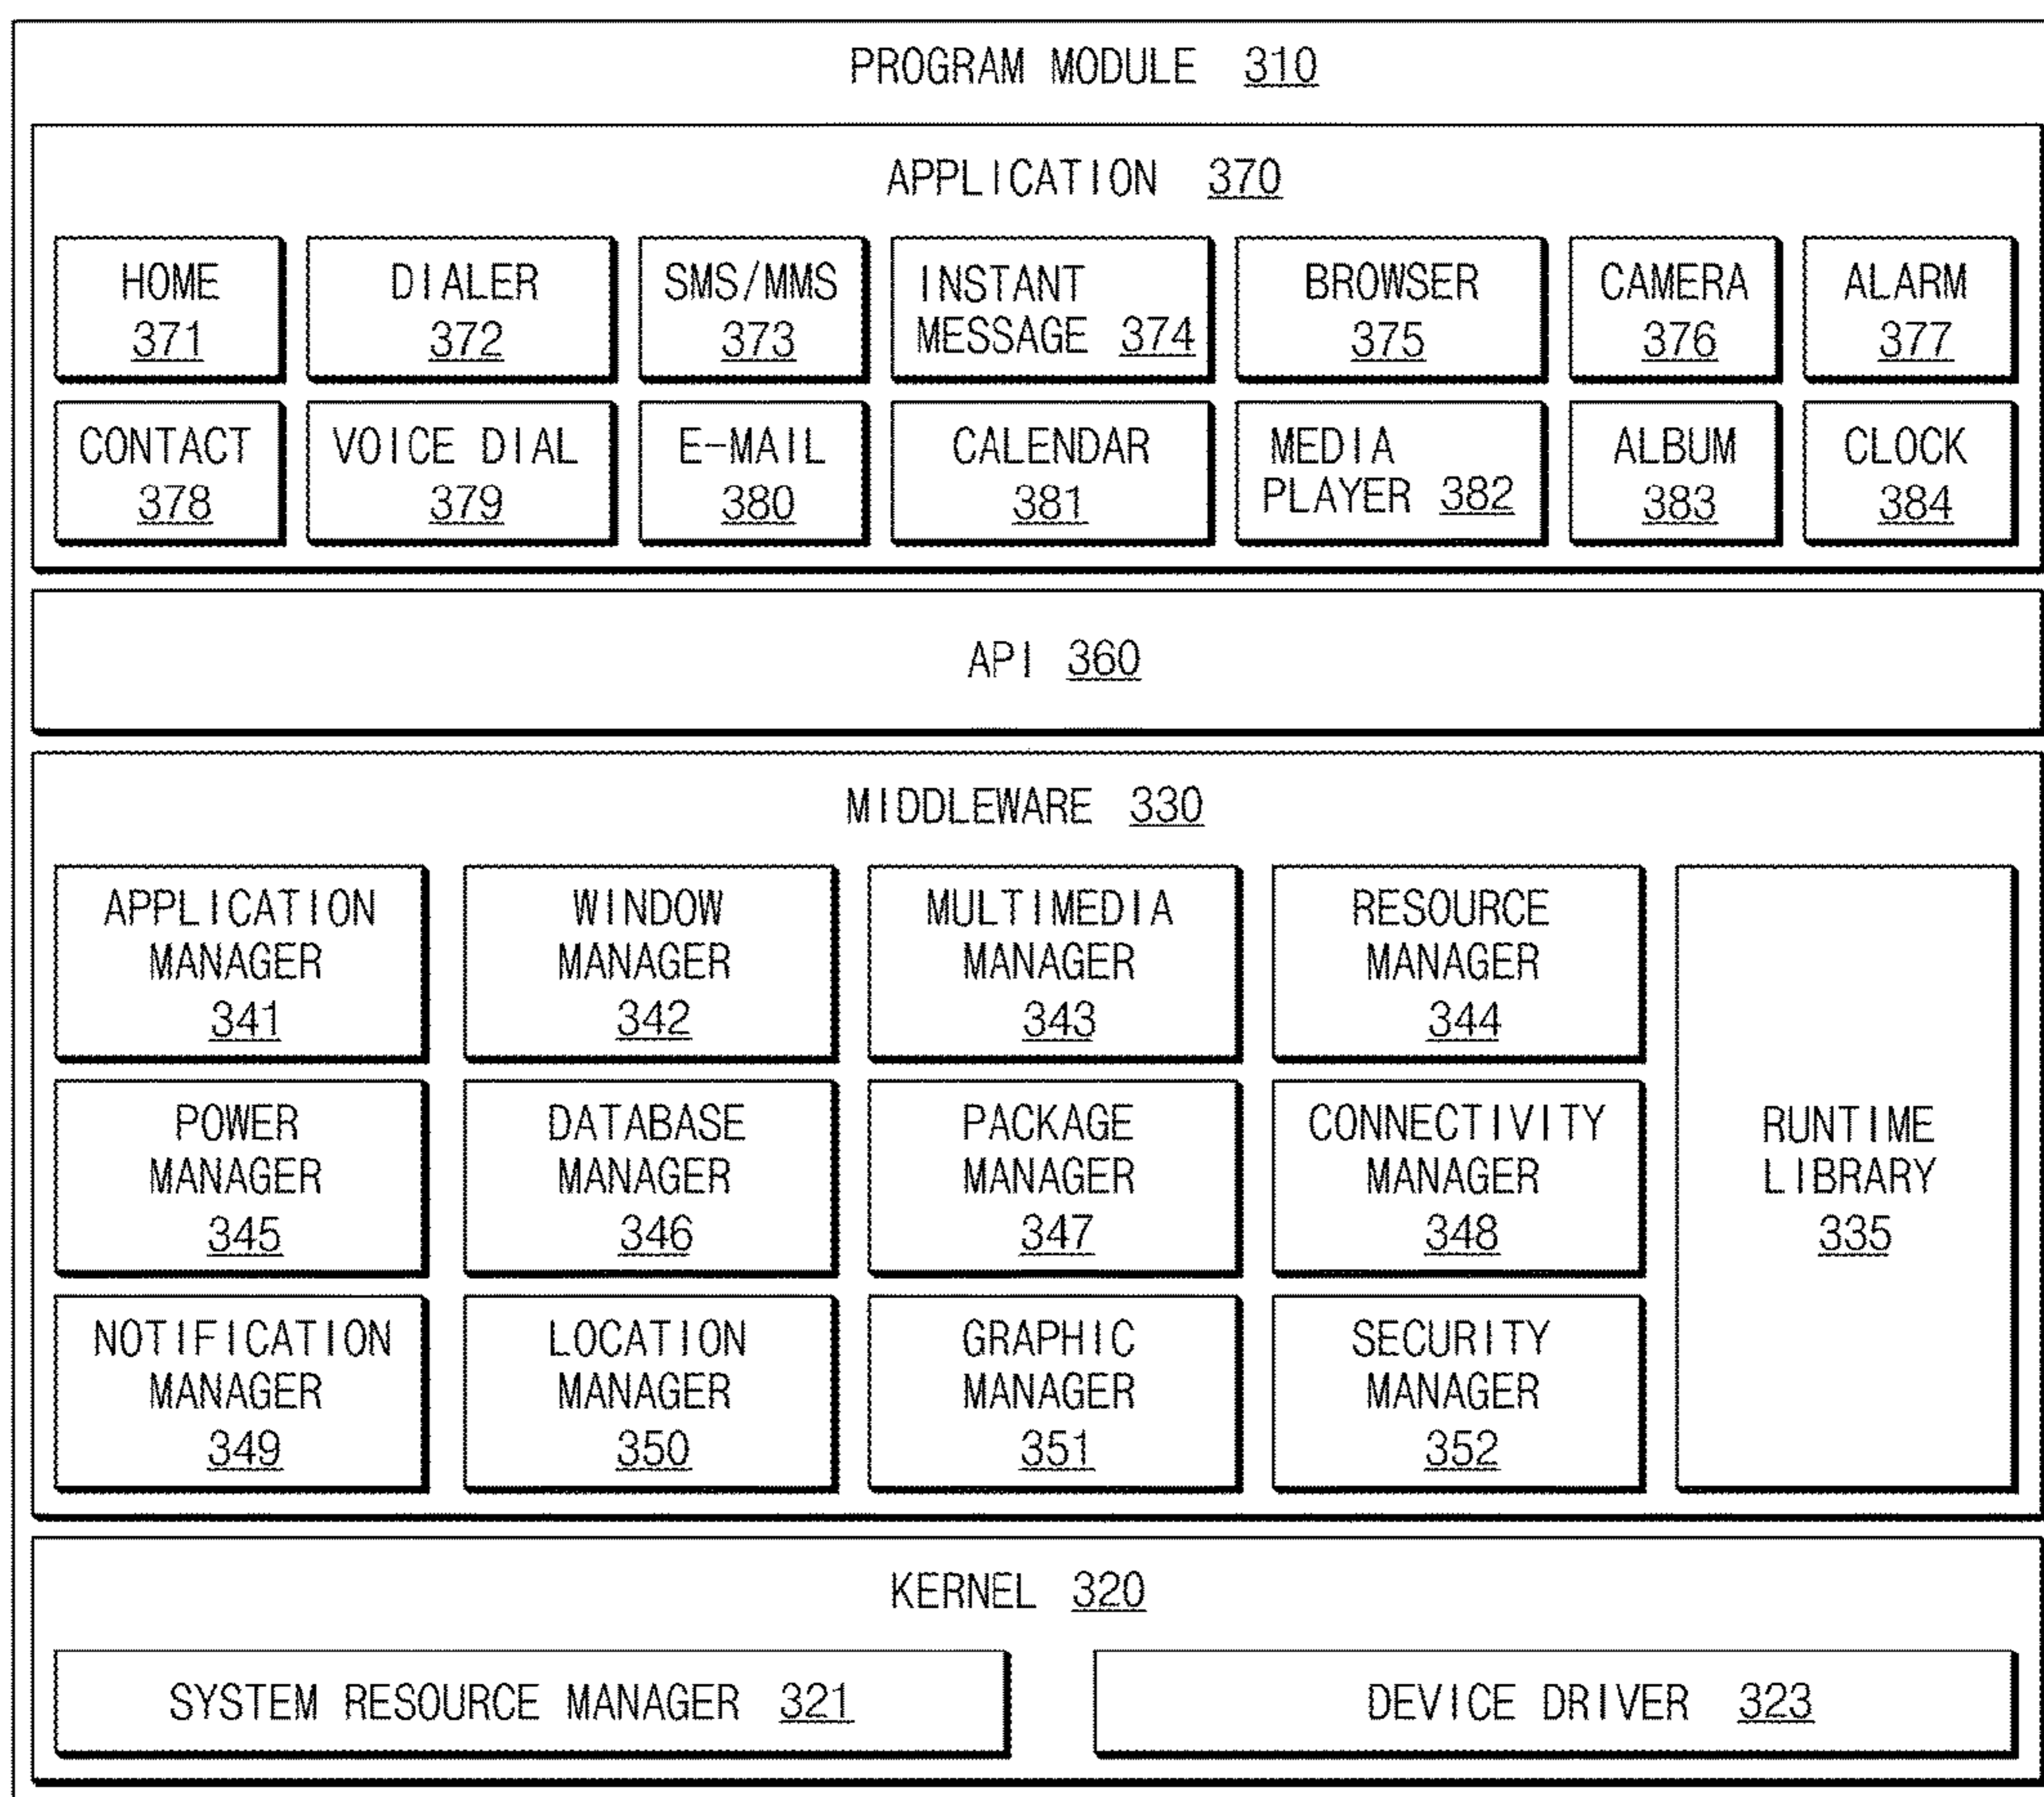 PROGRAM MODULE 310
APPLICATION 370
HOME
371
DIALER
372
SMS/MMS
373
INSTANT
MESSAGE 374
BROWSER
375
CAMERA
376
ALARM
377
CONTACT
378
VOICE DIAL
379
E-MAIL
380
CALENDAR
381
MEDIA
PLAYER 382
ALBUM
383
CLOCK
384
API 360
MIDDLEWARE 330
APPLICATION
MANAGER
341
WINDOW
MANAGER
342
MULTIMEDIA
MANAGER
343
RESOURCE
MANAGER
344
POWER
MANAGER
345
DATABASE
MANAGER
346
PACKAGE
MANAGER
347
CONNECTIVITY
MANAGER
348
RUNTIME
LIBRARY
335
NOTIFICATION
MANAGER
349
LOCATION
MANAGER
350
GRAPHIC
MANAGER
351
SECURITY
MANAGER
352
KERNEL 320
SYSTEM RESOURCE MANAGER 321
DEVICE DRIVER 323